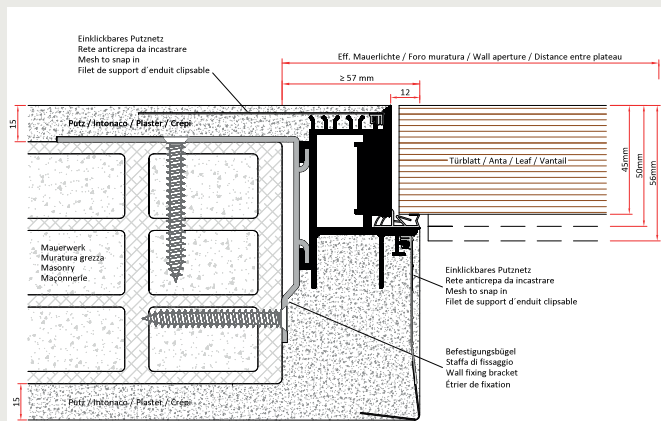 Einklickbares Putznetz
Rete anticrepa da incastrare
Mesh to snap in
Filet de support d´enduit clipsable
Eff. Mauerlichte / Foro muratura / Wall aperture / Distance entre plateau
≥ 57 mm
12
15
Putz / Intonaco / Plaster / Crépi
Türblatt / Anta / Leaf / Vantail
45mm
50mm
56mm
Mauerwerk
Muratura grezza
Masonry
Maçonnerie
Einklickbares Putznetz
Rete anticrepa da incastrare
Mesh to snap in
Filet de support d´enduit clipsable
Befestigungsbügel
Staffa di fissaggio
Wall fixing bracket
Étrier de fixation
15
Putz / Intonaco / Plaster / Crépi